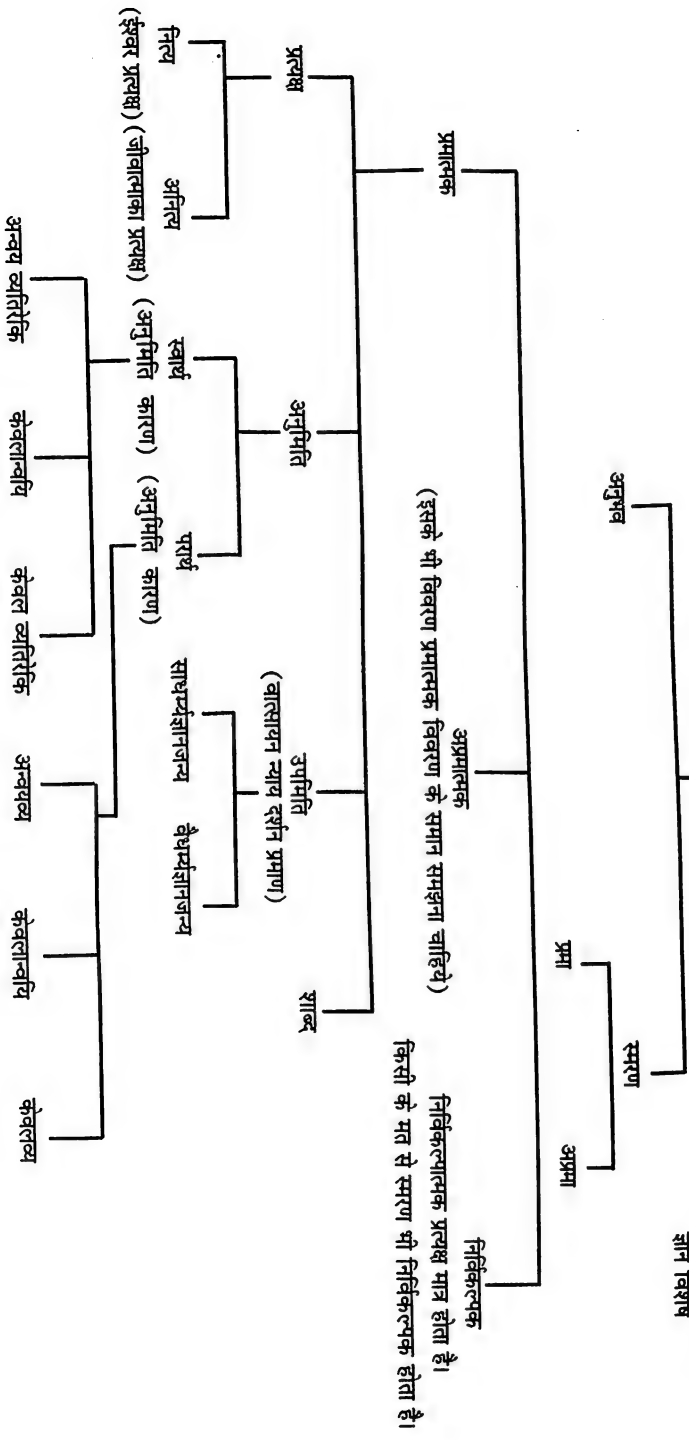 ज्ञान विशेष
अनुभव
स्मरण
प्रमा
अप्रमा
प्रमात्मक
अप्रमात्मक
(इसके भी विवरण प्रमात्मक विवरण के समान समझना चाहिये)
निर्विकल्पक
निर्विकल्पात्मक प्रत्यक्ष मात्र होता है।
किसी के मत से स्मरण भी निर्विकल्पक होता है।
प्रत्यक्ष
अनुमिति
उपमिति
(वात्सायन न्याय दर्शन प्रमाण)
शाब्द
नित्य
अनित्य
(ईश्वर प्रत्यक्ष) (जीवात्माका प्रत्यक्ष)
स्वार्थ
परार्थ
(अनुमिति कारण)
(अनुमिति कारण)
साधर्म्यज्ञानजन्य
वैधर्म्यज्ञानजन्य
अन्वय व्यतिरेकि
केवलान्वयि
केवल व्यतिरेकि
अन्वयव्य
केवलान्वयि
केवलव्य